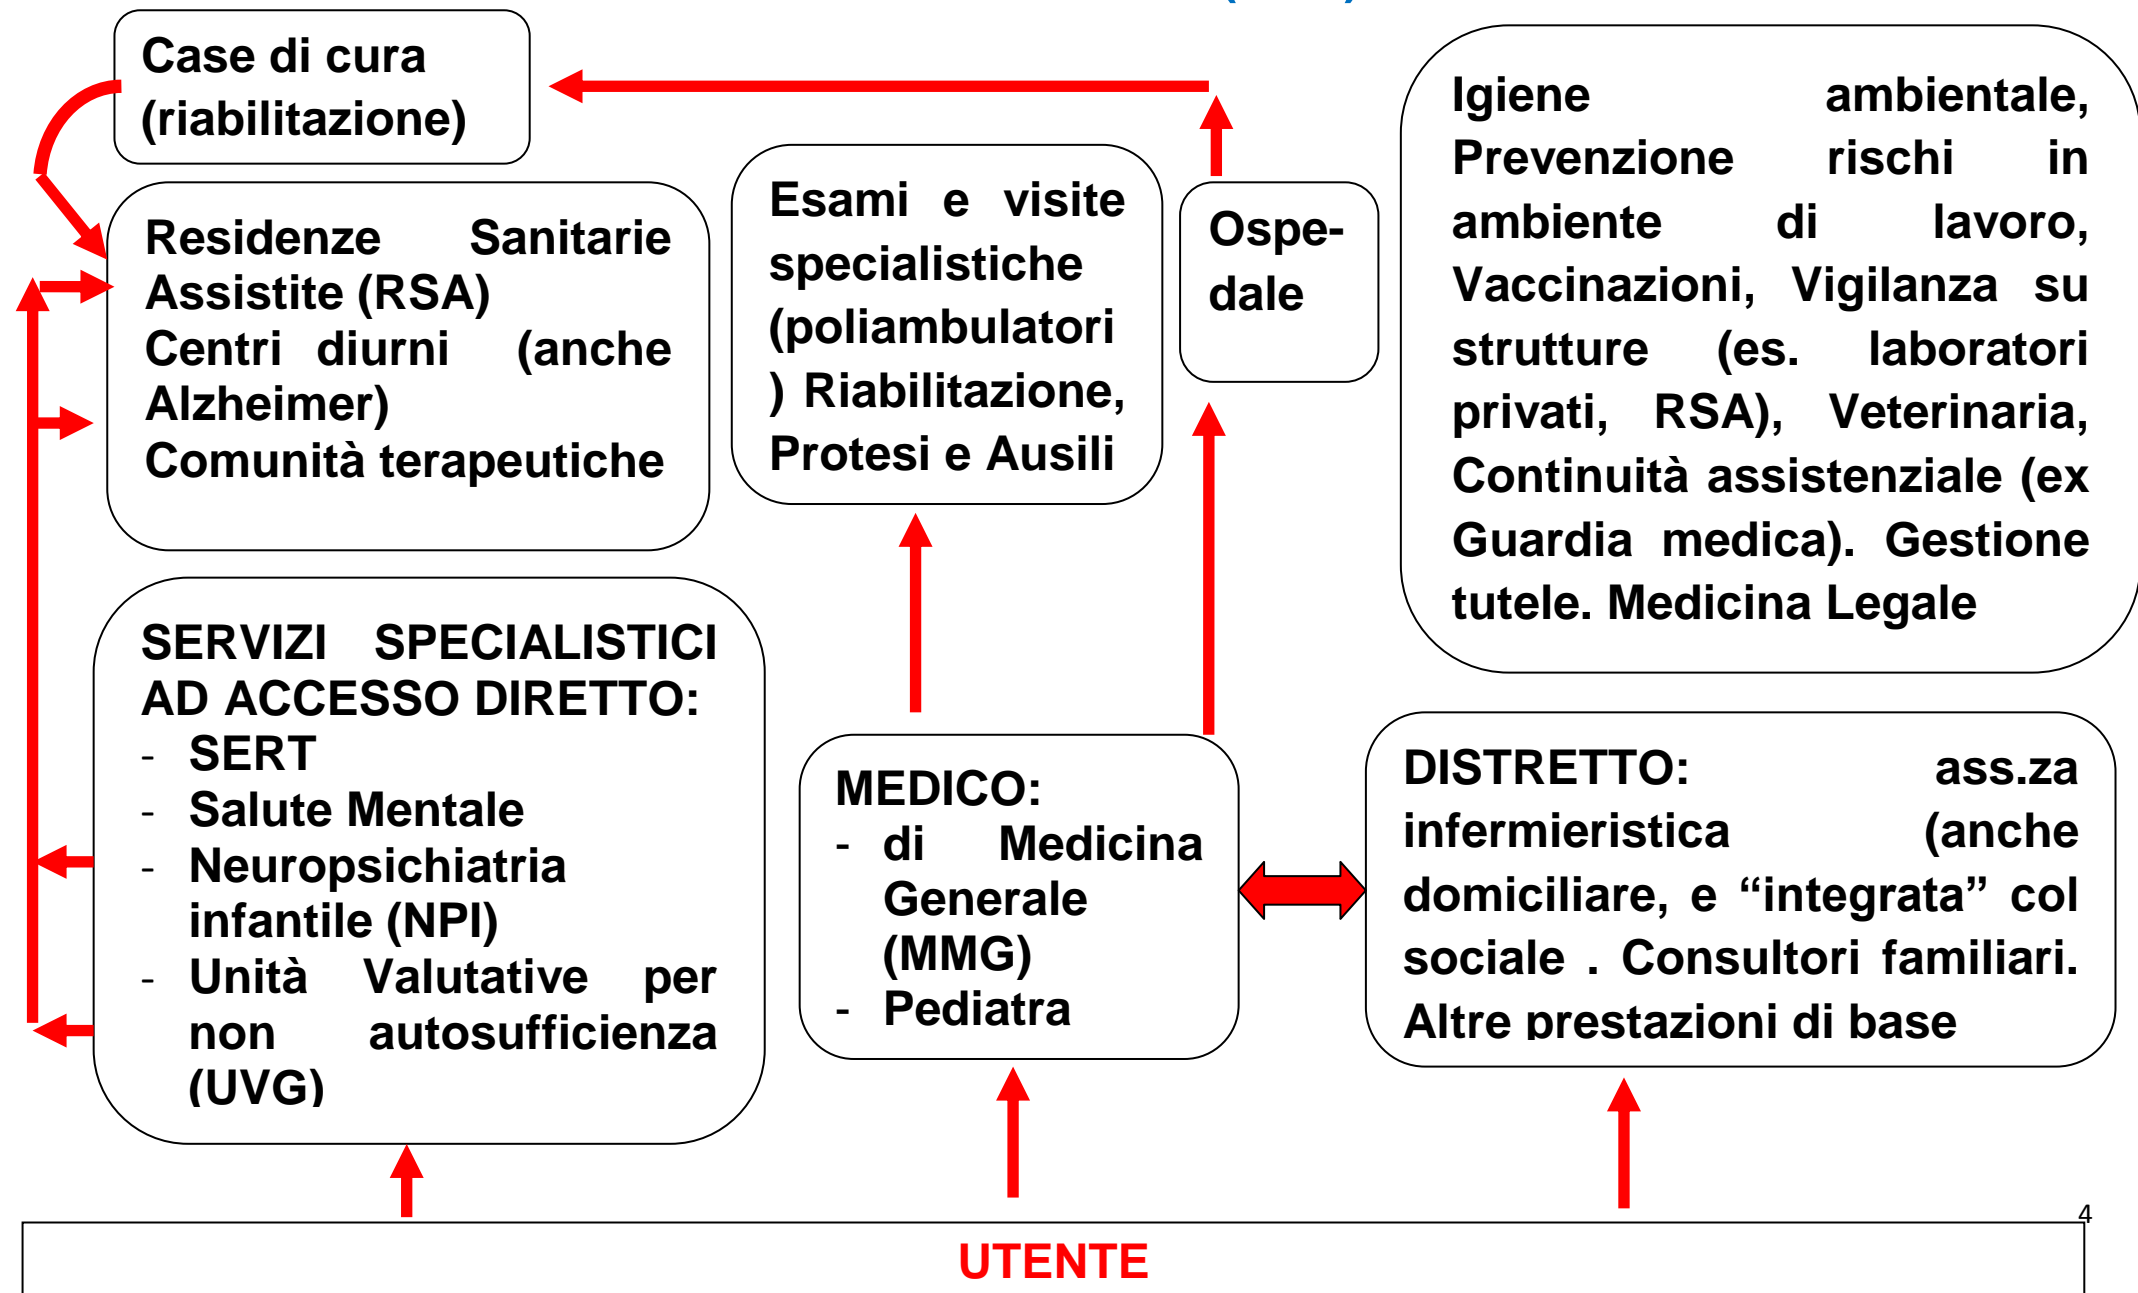 Case di cura
(riabilitazione)
Residenze Sanitarie
Assistite (RSA)
Centri diurni (anche
Alzheimer)
Comunità terapeutiche
Esami e visite
specialistiche
(poliambulatori
) Riabilitazione,
Protesi e Ausili
Ospe-
dale
Igiene ambientale,
Prevenzione rischi in
ambiente di lavoro,
Vaccinazioni, Vigilanza su
strutture (es. laboratori
privati, RSA), Veterinaria,
Continuità assistenziale (ex
Guardia medica). Gestione
tutele. Medicina Legale
SERVIZI SPECIALISTICI
AD ACCESSO DIRETTO:
- SERT
- Salute Mentale
- Neuropsichiatria
infantile (NPI)
- Unità Valutative per
non autosufficienza
(UVG)
MEDICO:
- di Medicina
Generale
(MMG)
- Pediatra
DISTRETTO: ass.za
infermieristica (anche
domiciliare, e “integrata” col
sociale . Consultori familiari.
Altre prestazioni di base
4
UTENTE